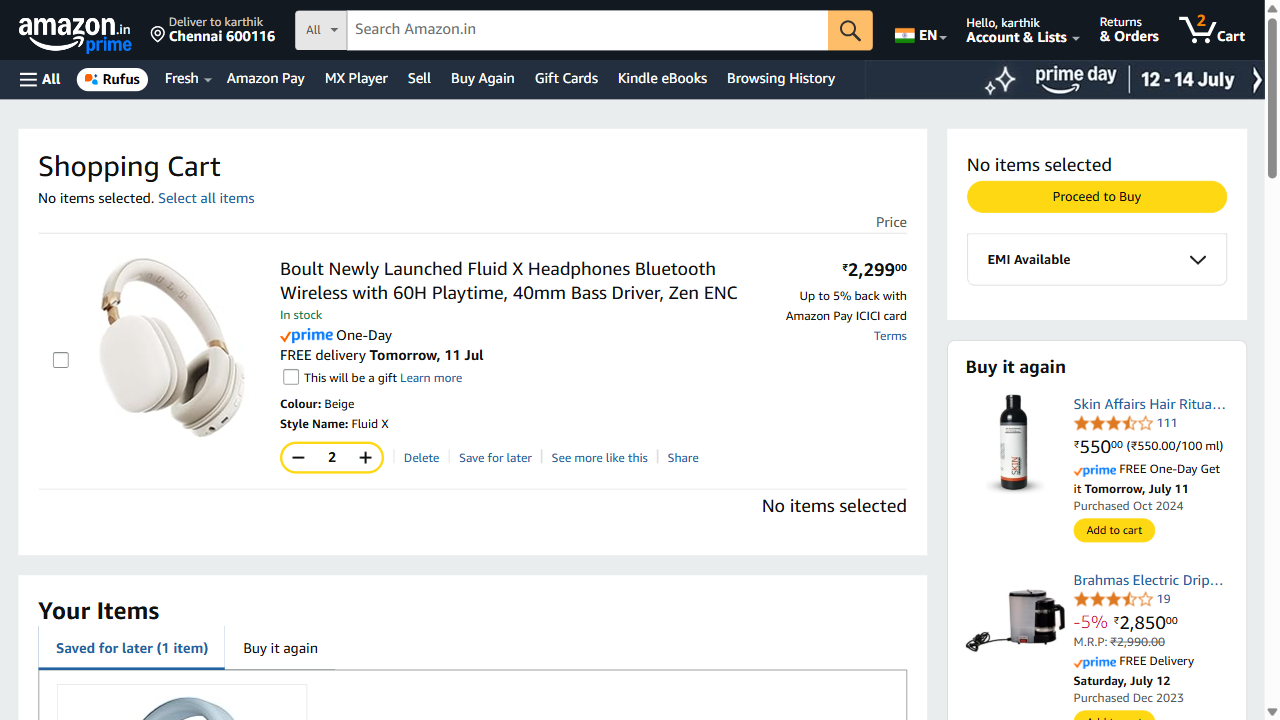 amazon.in
prime
Deliver to karthik
Chennai 600116
All
Search Amazon.in
EN
Hello, karthik
Account & Lists
Returns
& Orders
2
Cart
All
Rufus
Fresh
Amazon Pay
MX Player
Sell
Buy Again
Gift Cards
Kindle eBooks
Browsing History
prime day
12 - 14 July
Shopping Cart
No items selected. Select all items
Price
BOULT
Boult Newly Launched Fluid X Headphones Bluetooth
Wireless with 60H Playtime, 40mm Bass Driver, Zen ENC
₹2,29900
In stock
Up to 5% back with
Amazon Pay ICICI card
Terms
prime One-Day
FREE delivery Tomorrow, 11 Jul
This will be a gift Learn more
Colour: Beige
Style Name: Fluid X
− 2 +
Delete
Save for later
See more like this
Share
No items selected
Your Items
Saved for later (1 item)
Buy it again
No items selected
Proceed to Buy
EMI Available
Buy it again
SKIN
Skin Affairs Hair Ritua…
111
₹55000 (₹550.00/100 ml)
prime FREE One-Day Get
it Tomorrow, July 11
Purchased Oct 2024
Add to cart
Brahmas Electric Drip…
19
-5% ₹2,85000
M.R.P: ₹2,990.00
prime FREE Delivery
Saturday, July 12
Purchased Dec 2023
Add to cart